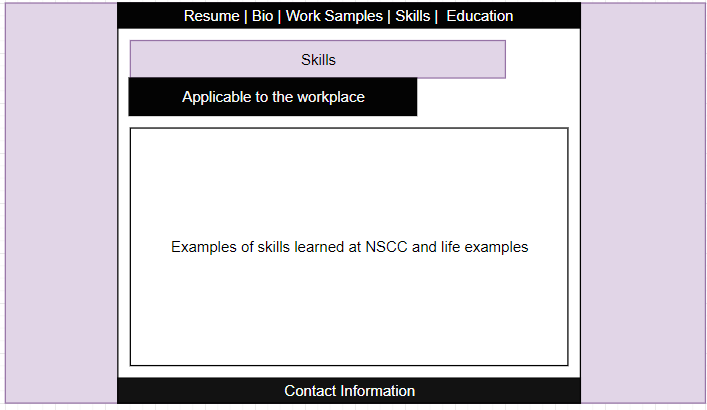 Resume | Bio | Work Samples | Skills |  Education
Skills
Applicable to the workplace
Examples of skills learned at NSCC and life examples
Contact Information